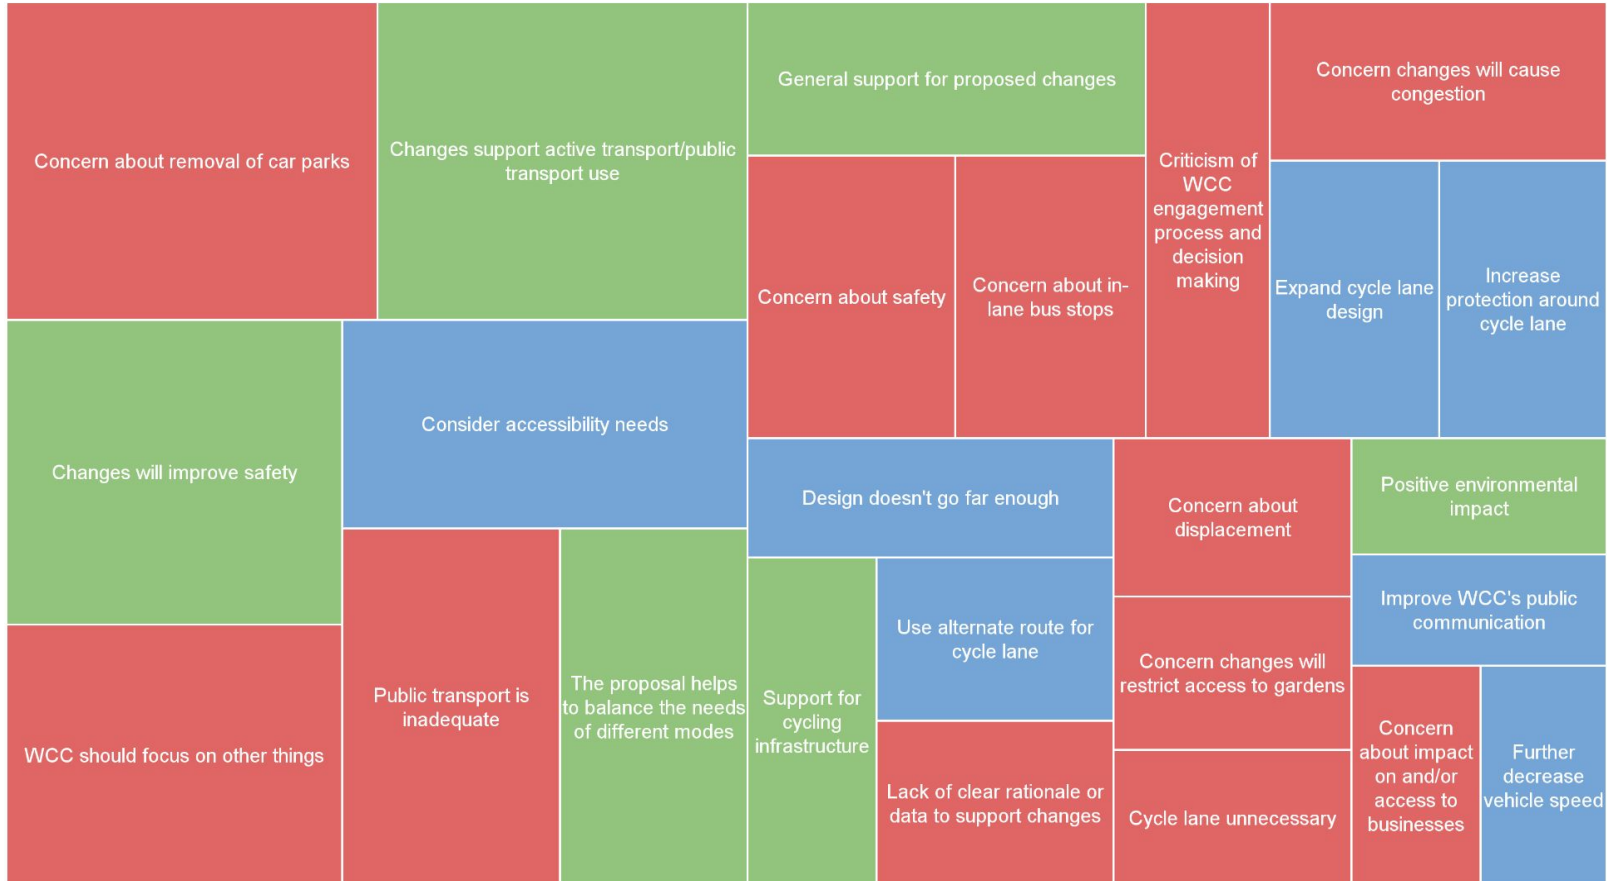 Concern about removal of car parks
Changes support active transport/public
transport use
General support for proposed changes
Criticism of
WCC
engagement
process and
decision
making
Concern changes will cause
congestion
Concern about safety
Concern about in-
lane bus stops
Expand cycle lane
design
Increase
protection around
cycle lane
Changes will improve safety
Consider accessibility needs
WCC should focus on other things
Public transport is
inadequate
The proposal helps
to balance the needs
of different modes
Design doesn't go far enough
Support for
cycling
infrastructure
Use alternate route for
cycle lane
Lack of clear rationale or
data to support changes
Concern about
displacement
Concern changes will
restrict access to gardens
Cycle lane unnecessary
Positive environmental
impact
Improve WCC's public
communication
Concern
about impact
on and/or
access to
businesses
Further
decrease
vehicle speed